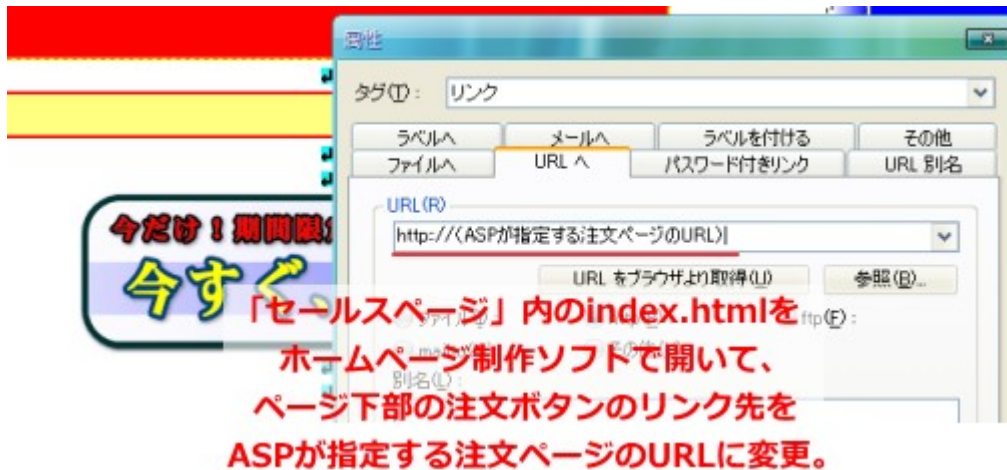 属性
タグ(T): リンク
ラベルへ メールへ ラベルを付ける その他
ファイルへ URL へ パスワード付きリンク URL 別名
URL(R)
http://(ASPが指定する注文ページのURL)
URL をブラウザより取得(U) 参照(B)...
今だけ！期間限
今すぐ、
ftp(F):
別名(L):
「セールスページ」内のindex.htmlを
ホームページ制作ソフトで開いて、
ページ下部の注文ボタンのリンク先を
ASPが指定する注文ページのURLに変更。